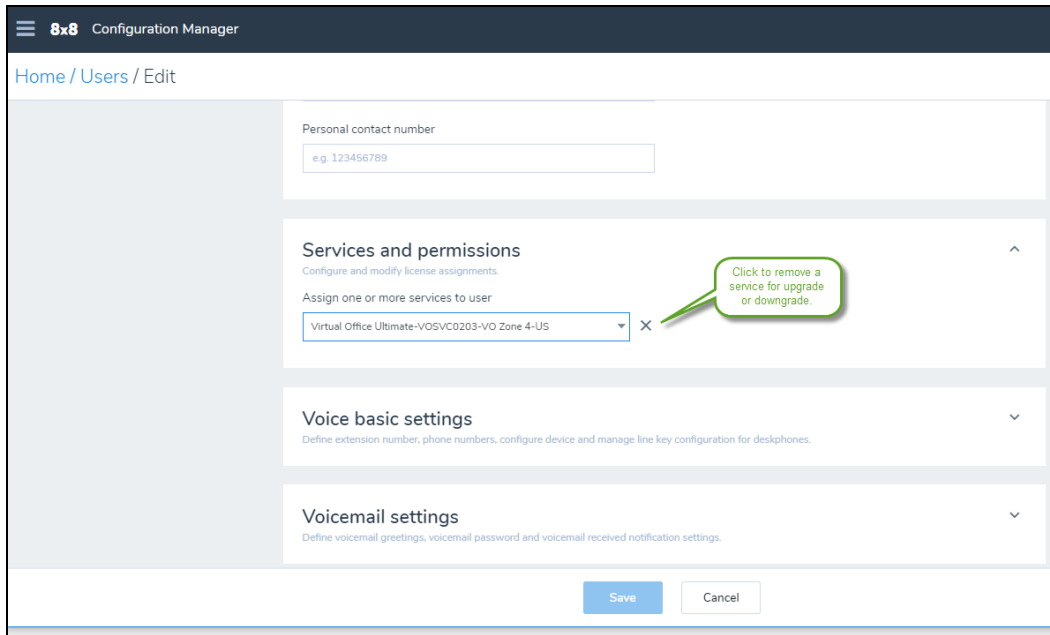 8x8 Configuration Manager
Home / Users / Edit
Personal contact number
e.g. 123456789
Services and permissions
Configure and modify license assignments.
Click to remove a
service for upgrade
or downgrade.
Assign one or more services to user
Virtual Office Ultimate-VOSVC0203-VO Zone 4-US
Voice basic settings
Define extension number, phone numbers, configure device and manage line key configuration for deskphones.
Voicemail settings
Define voicemail greetings, voicemail password and voicemail received notification settings.
Save Cancel